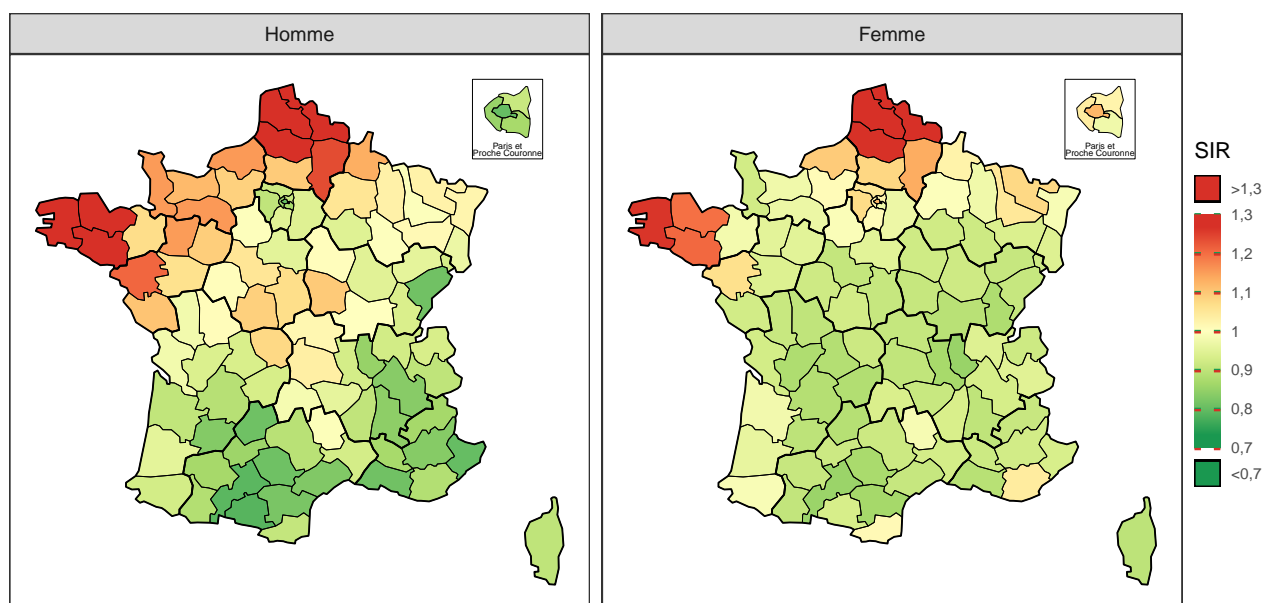 Homme
Femme
Paris et
Proche Couronne
Paris et
Proche Couronne
SIR
>1,3
1,3
1,2
1,1
1
0,9
0,8
0,7
<0,7